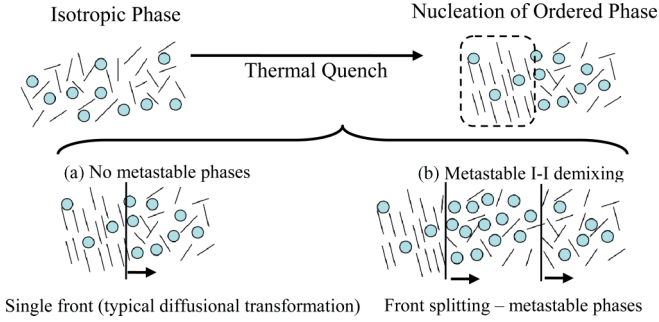 Isotropic Phase
Nucleation of Ordered Phase
Thermal Quench
(a) No metastable phases
(b) Metastable I-I demixing
Single front (typical diffusional transformation)
Front splitting – metastable phases